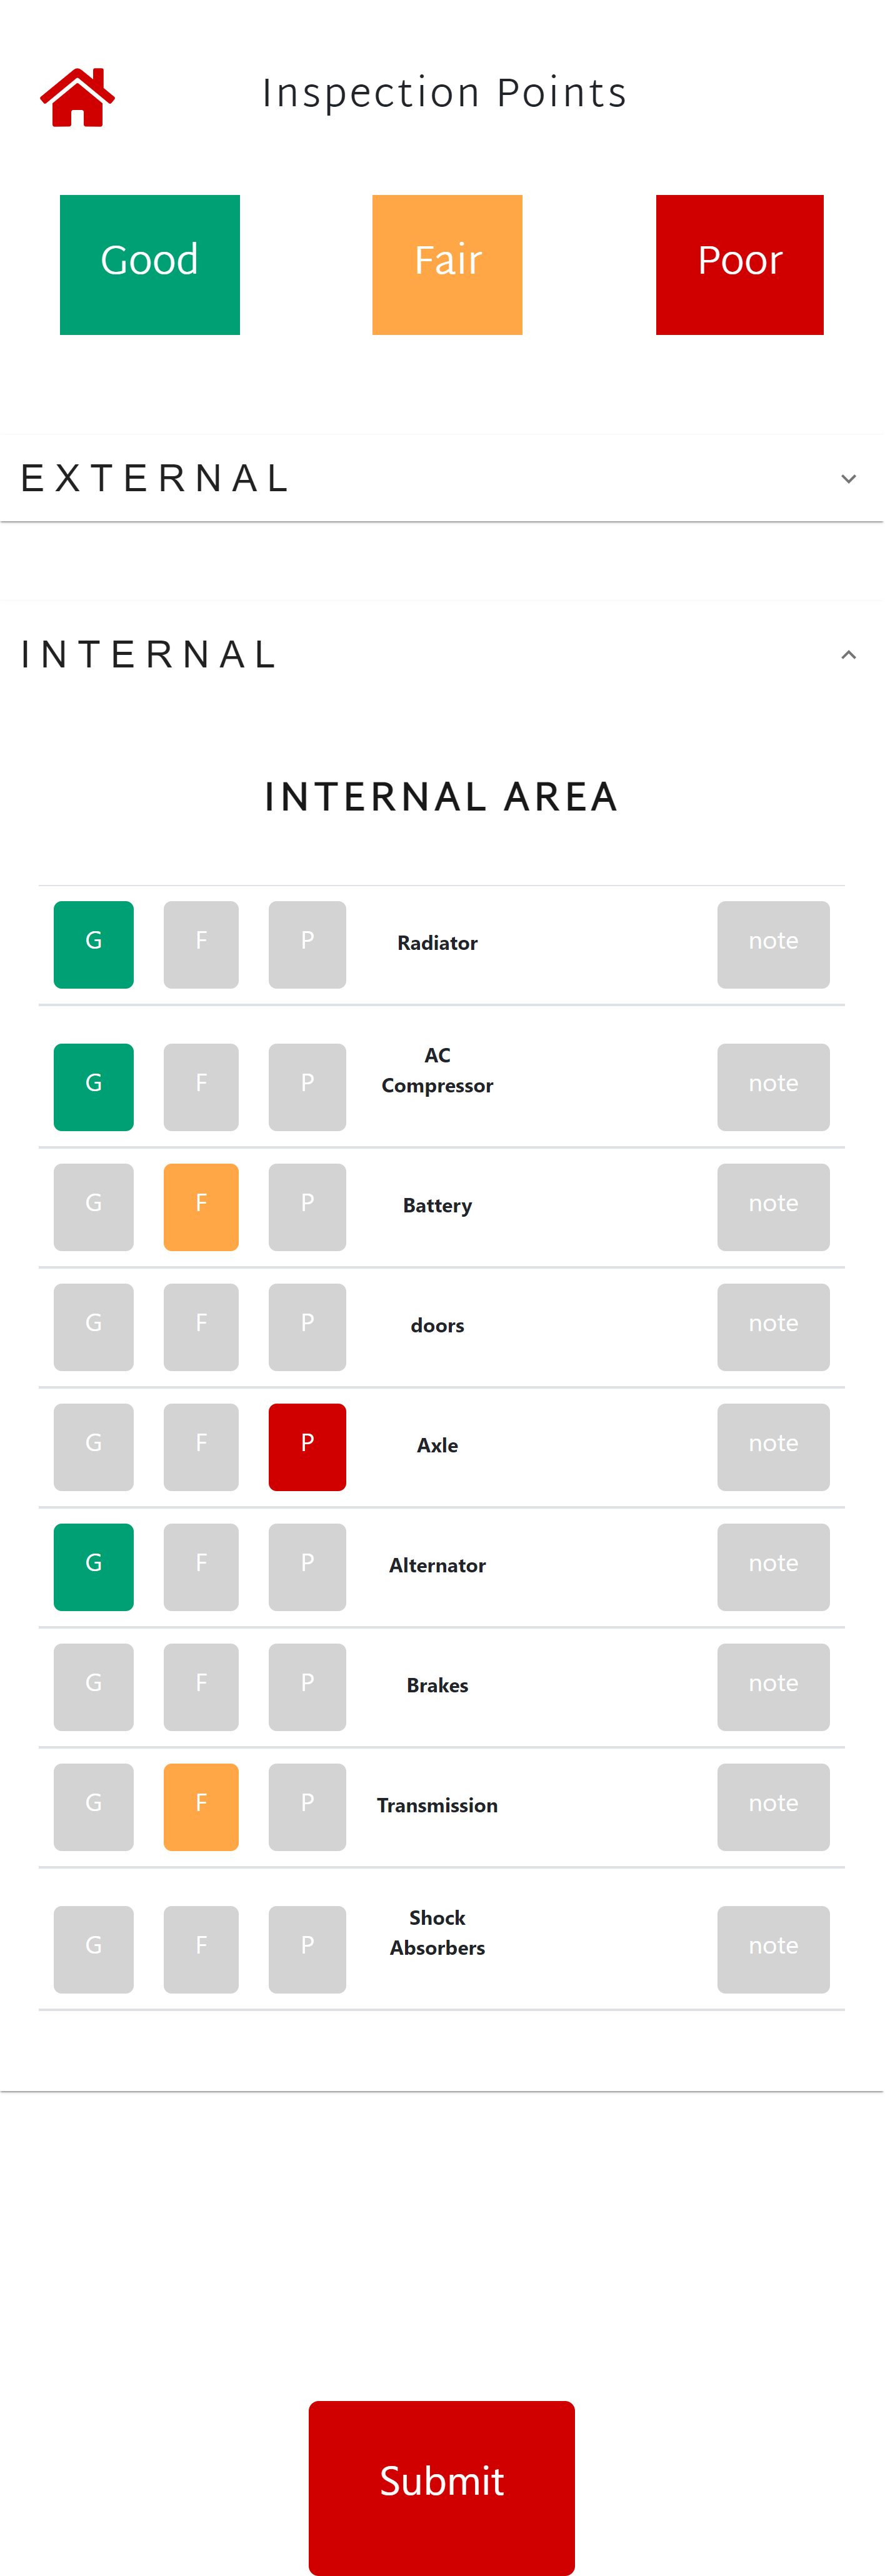 Inspection Points
Good Fair Poor
EXTERNAL
INTERNAL
INTERNAL AREA
G F P Radiator note
G F P AC
Compressor note
G F P Battery note
G F P doors note
G F P Axle note
G F P Alternator note
G F P Brakes note
G F P Transmission note
G F P Shock
Absorbers note
Submit